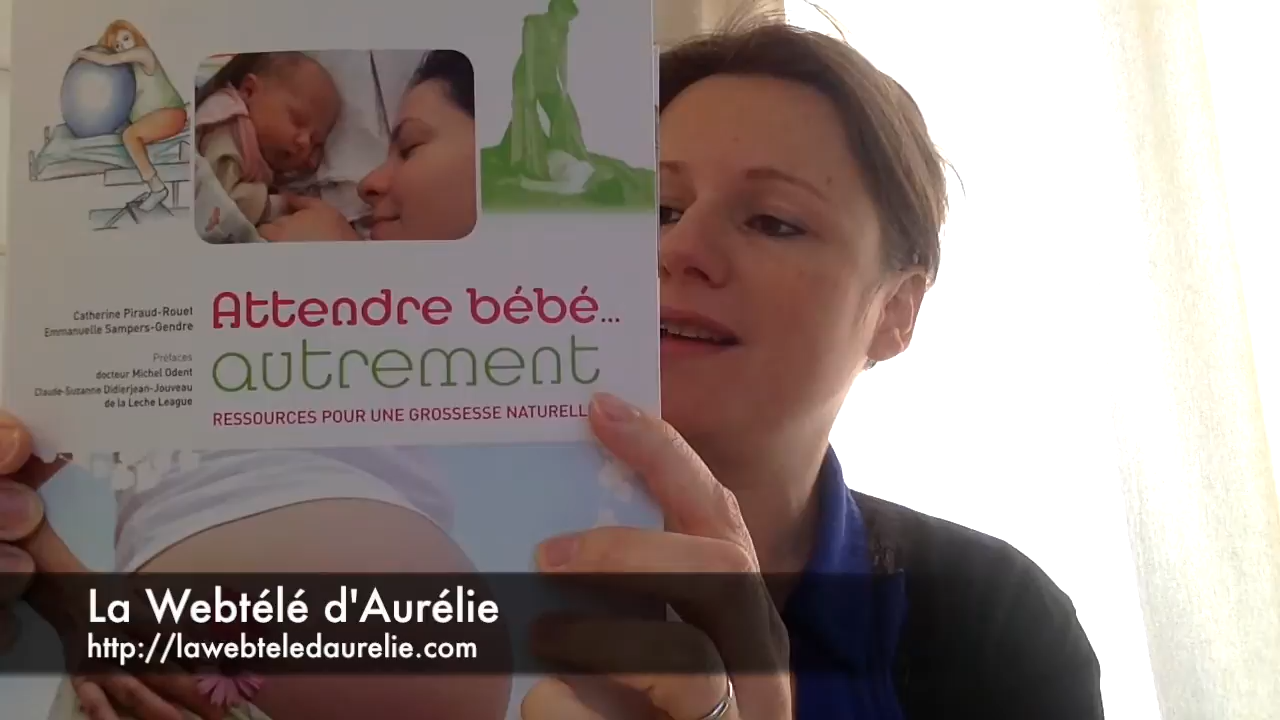 Catherine Piraud-Rouet
Emmanuelle Sampers-Gendre
Préfaces
docteur Michel Odent
Claude-Suzanne Didierjean-Jouveau
de la Leche League
Attendre bébé...
autrement
RESSOURCES POUR UNE GROSSESSE NATURELL
La Webtélé d'Aurélie
http://lawebteledaurelie.com